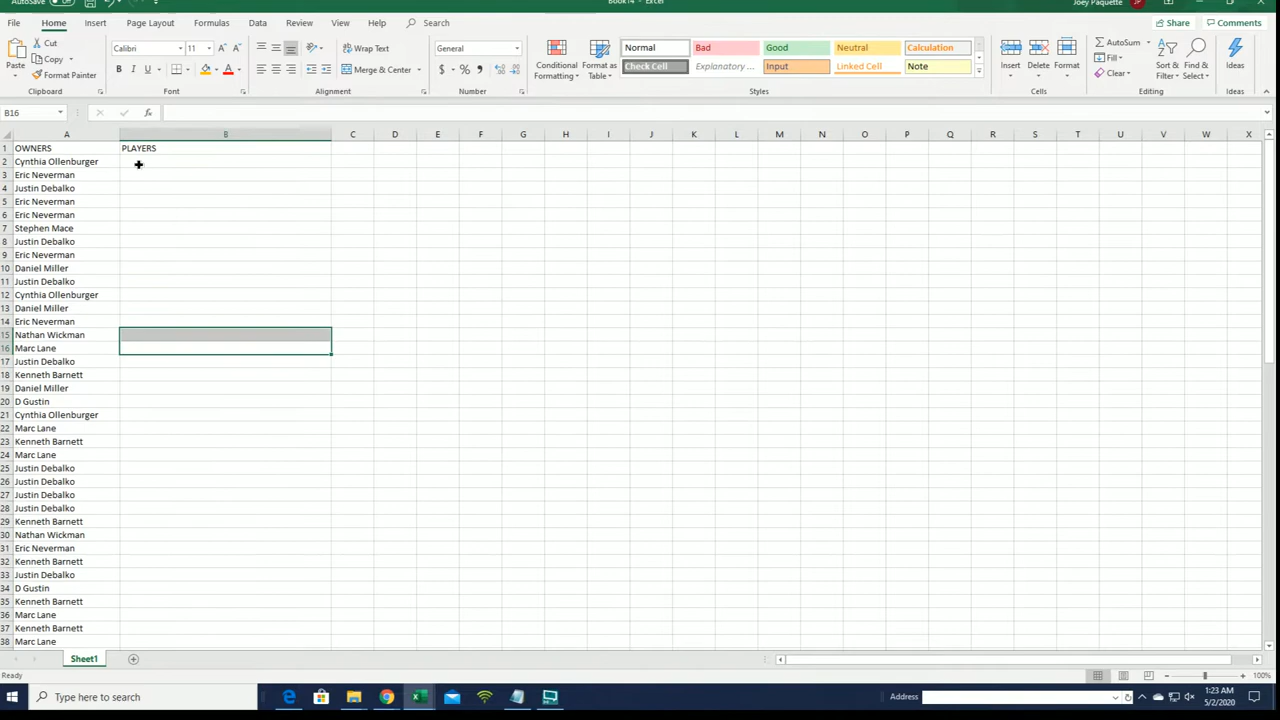 AutoSave Off Book14 - Excel Joey Paquette JP
File Home Insert Page Layout Formulas Data Review View Help Search Share Comments
Paste Cut Copy Format Painter Clipboard
Calibri 11 A A B I U A Font
Wrap Text Merge & Center Alignment
General $ % , Number
Conditional Formatting Format as Table
Normal Bad Good Neutral Calculation
Check Cell Explanatory ... Input Linked Cell Note
Styles
Insert Delete Format Cells
AutoSum Fill Clear Sort & Filter Find & Select Editing
Ideas Ideas
B16 fx
A B C D E F G H I J K L M N O P Q R S T U V W X
1 OWNERS PLAYERS
2 Cynthia Ollenburger
3 Eric Neverman
4 Justin Debalko
5 Eric Neverman
6 Eric Neverman
7 Stephen Mace
8 Justin Debalko
9 Eric Neverman
10 Daniel Miller
11 Justin Debalko
12 Cynthia Ollenburger
13 Daniel Miller
14 Eric Neverman
15 Nathan Wickman
16 Marc Lane
17 Justin Debalko
18 Kenneth Barnett
19 Daniel Miller
20 D Gustin
21 Cynthia Ollenburger
22 Marc Lane
23 Kenneth Barnett
24 Marc Lane
25 Justin Debalko
26 Justin Debalko
27 Justin Debalko
28 Justin Debalko
29 Kenneth Barnett
30 Nathan Wickman
31 Eric Neverman
32 Kenneth Barnett
33 Justin Debalko
34 D Gustin
35 Kenneth Barnett
36 Marc Lane
37 Kenneth Barnett
38 Marc Lane
Sheet1
Ready 100%
Type here to search Address 1:23 AM
5/2/2020